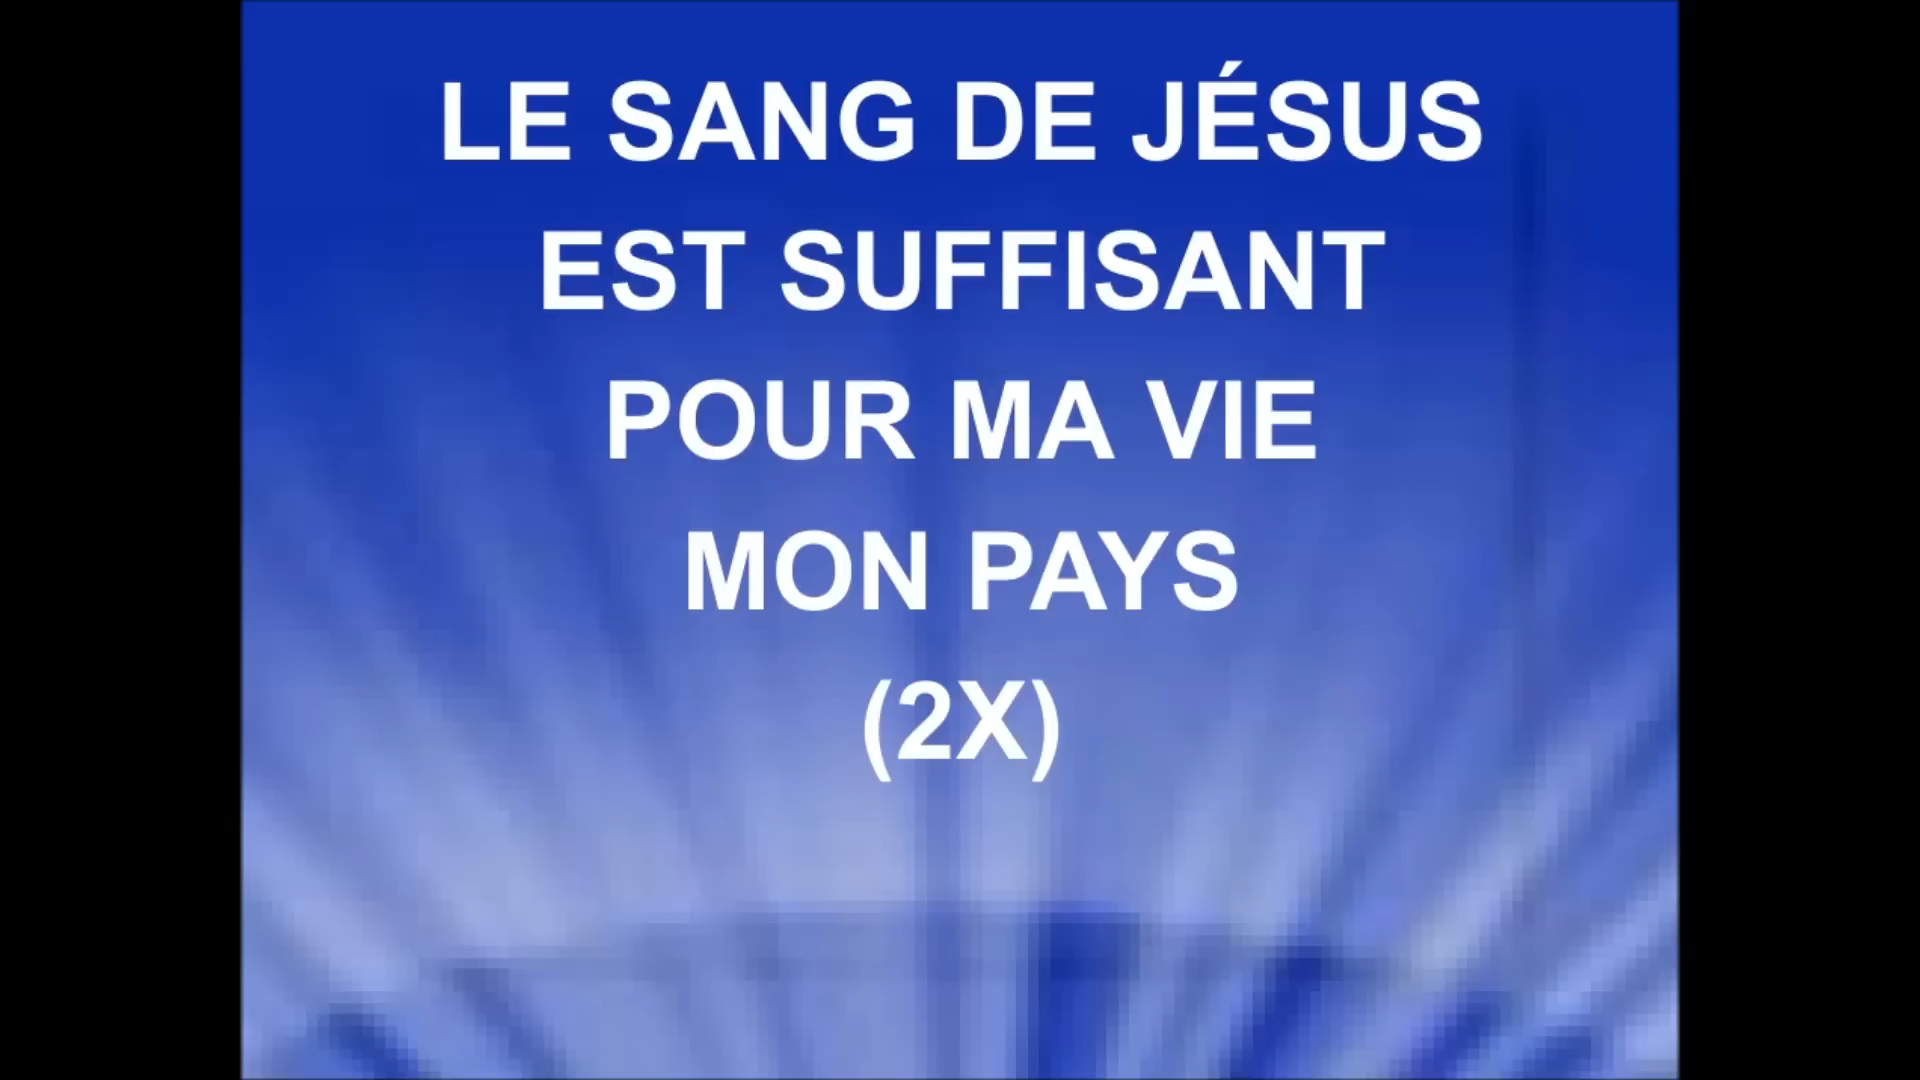 LE SANG DE JÉSUS
EST SUFFISANT
POUR MA VIE
MON PAYS
(2X)